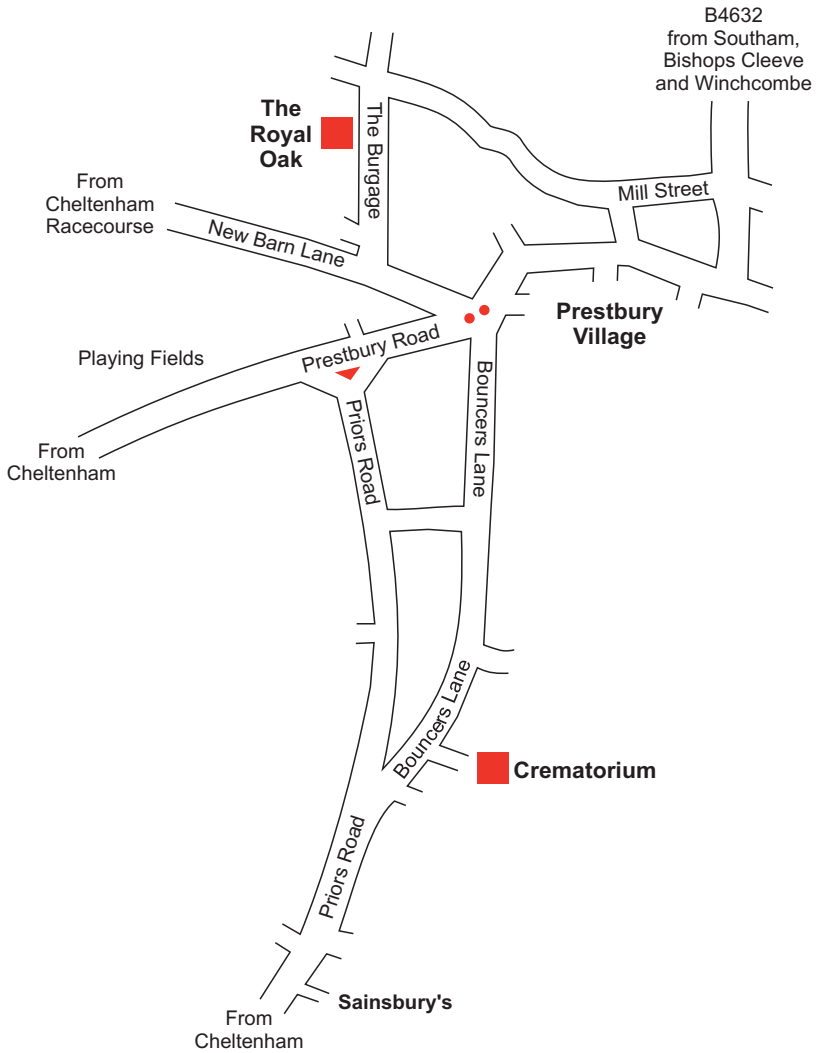 B4632
from Southam,
Bishops Cleeve
and Winchcombe
The
Royal
Oak
The Burgage
From
Cheltenham
Racecourse
New Barn Lane
Mill Street
Prestbury
Village
Prestbury Road
Playing Fields
From
Cheltenham
Priors Road
Bouncers Lane
Bouncers Lane
Crematorium
Priors Road
Sainsbury's
From
Cheltenham